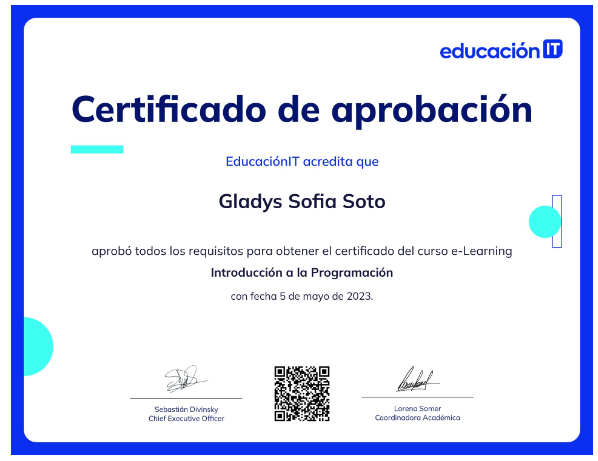 educación IT
Certificado de aprobación
EducaciónIT acredita que
Gladys Sofia Soto
aprobó todos los requisitos para obtener el certificado del curso e-Learning
Introducción a la Programación
con fecha 5 de mayo de 2023.
Sebastián Divinsky
Chief Executive Officer
Lorena Somer
Coordinadora Académica